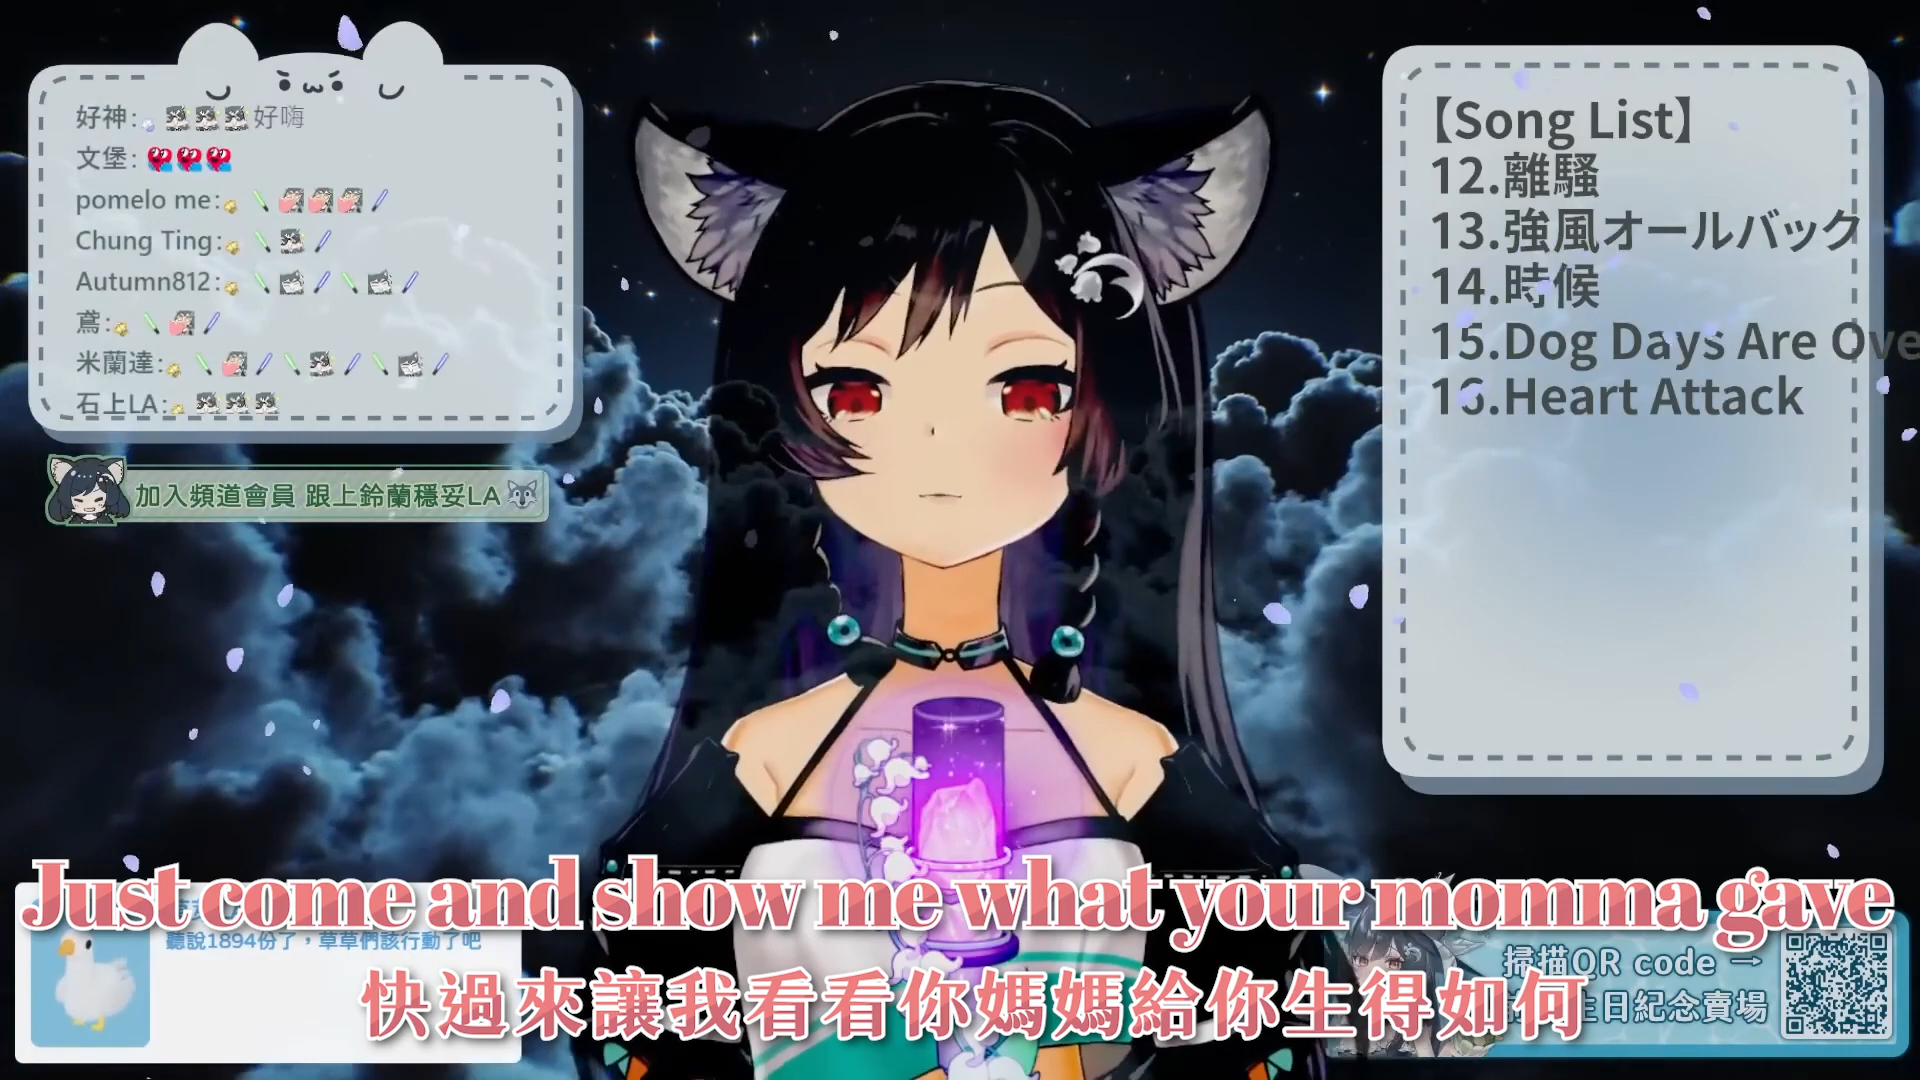 好神: 好嗨
文堡:
pomelo me:
Chung Ting:
Autumn812:
鳶:
米蘭達:
石上LA:
加入頻道會員 跟上鈴蘭穩妥LA
【Song List】
12.離騷
13.強風オールバック
14.時候
15.Dog Days Are Ove
16.Heart Attack
Just come and show me what your momma gave
聽說1894份了，草草們該行動了吧
快過來讓我看看你媽媽給你生得如何
掃描QR code →
生日紀念賣場